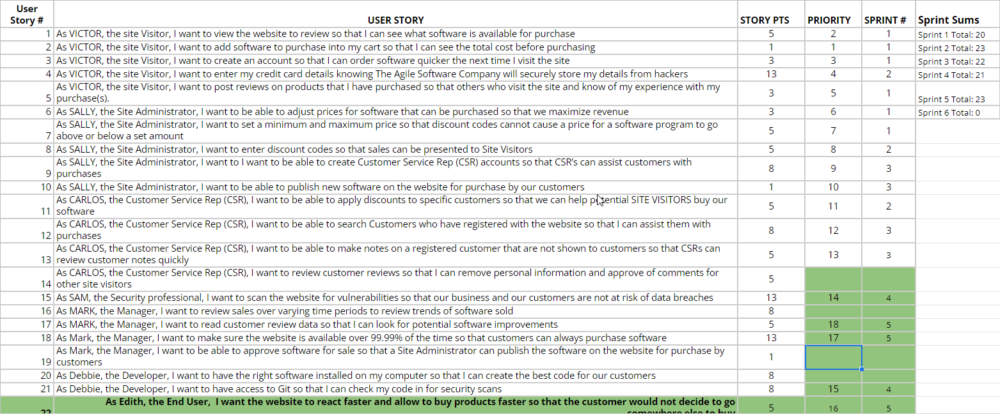 User
Story # USER STORY STORY PTS PRIORITY SPRINT # Sprint Sums
1 As VICTOR, the site Visitor, I want to view the website to review so that I can see what software is available for purchase 5 2 1 Sprint 1 Total: 20
2 As VICTOR, the site Visitor, I want to add software to purchase into my cart so that I can see the total cost before purchasing 1 1 1 Sprint 2 Total: 23
3 As VICTOR, the site Visitor, I want to create an account so that I can order software quicker the next time I visit the site 3 3 1 Sprint 3 Total: 22
4 As VICTOR, the site Visitor, I want to enter my credit card details knowing The Agile Software Company will securely store my details from hackers 13 4 2 Sprint 4 Total: 21
As VICTOR, the site Visitor, I want to post reviews on products that I have purchased so that others who visit the site and know of my experience with my
5 purchase(s). 3 5 1 Sprint 5 Total: 23
6 As SALLY, the Site Administrator, I want to be able to adjust prices for software that can be purchased so that we maximize revenue 3 6 1 Sprint 6 Total: 0
As SALLY, the Site Administrator, I want to set a minimum and maximum price so that discount codes cannot cause a price for a software program to go
7 above or below a set amount 5 7 1
8 As SALLY, the Site Administrator, I want to enter discount codes so that sales can be presented to Site Visitors 5 8 2
As SALLY, the Site Administrator, I want to I want to be able to create Customer Service Rep (CSR) accounts so that CSR's can assist customers with
9 purchases 8 9 3
10 As SALLY, the Site Administrator, I want to be able to publish new software on the website for purchase by our customers 1 10 3
As CARLOS, the Customer Service Rep (CSR), I want to be able to apply discounts to specific customers so that we can help potential SITE VISITORS buy our
11 software 5 11 2
As CARLOS, the Customer Service Rep (CSR), I want to be able to search Customers who have registered with the website so that I can assist them with
12 purchases 8 12 3
As CARLOS, the Customer Service Rep (CSR), I want to be able to make notes on a registered customer that are not shown to customers so that CSRs can
13 review customer notes quickly 5 13 3
As CARLOS, the Customer Service Rep (CSR), I want to review customer reviews so that I can remove personal information and approve of comments for
14 other site visitors 5
15 As SAM, the Security professional, I want to scan the website for vulnerabilities so that our business and our customers are not at risk of data breaches 13 14 4
16 As MARK, the Manager, I want to review sales over varying time periods to review trends of software sold 8
17 As MARK, the Manager, I want to read customer review data so that I can look for potential software improvements 5 18 5
18 As Mark, the Manager, I want to make sure the website is available over 99.99% of the time so that customers can always purchase software 13 17 5
As Mark, the Manager, I want to be able to approve software for sale so that a Site Administrator can publish the software on the website for purchase by
19 customers 1
20 As Debbie, the Developer, I want to have the right software installed on my computer so that I can create the best code for our customers 8
21 As Debbie, the Developer, I want to have access to Git so that I can check my code in for security scans 8 15 4
As Edith, the End User, I want the website to react faster and allow to buy products faster so that the customer would not decide to go
22 somewhere else to buy 5 16 5